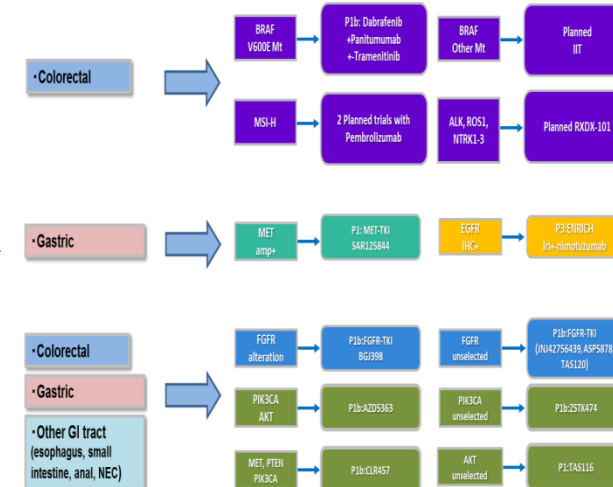 BRAF
V600E Mt
P1b: Dabrafenib
+Panitumumab
+-Tramenitinib
BRAF
Other Mt
Planned
IIT
·Colorectal
MSI-H
2 Planned trials with
Pembrolizumab
ALK, ROS1,
NTRK1-3
Planned RXDX-101
·Gastric
MET
amp+
P1: MET-TKI
SAR125844
EGFR
IHC+
P3:ENRICH
Iri+-nimotuzumab
·Colorectal
FGFR
alteration
P1b:FGFR-TKI
BGJ398
FGFR
unselected
P1b:FGFR-TKI
(JNJ42756439, ASP5878
TAS120)
·Gastric
PIK3CA
AKT
P1b:AZD5363
PIK3CA
unselected
P1b:ZSTK474
·Other GI tract
(esophagus, small
intestine, anal, NEC)
MET, PTEN
PIK3CA
P1b:CLR457
AKT
unselected
P1:TAS116